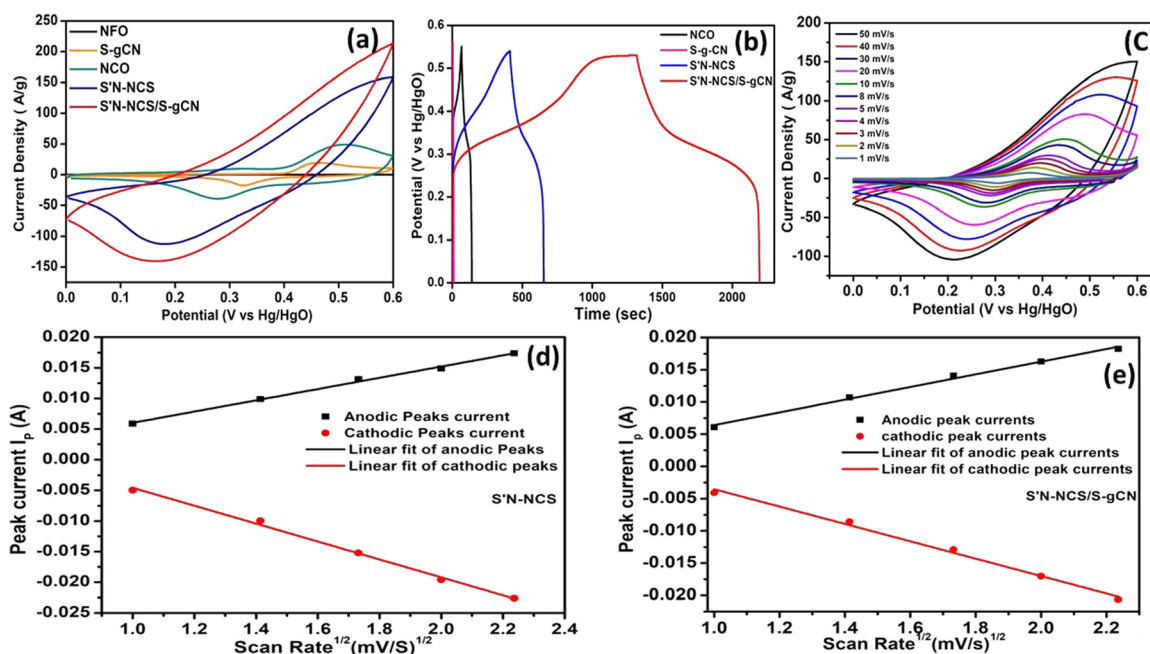 (a)
NFO
S-gCN
NCO
S'N-NCS
S'N-NCS/S-gCN
Current Density ( A/g)
250
200
150
100
50
0
-50
-100
-150
0.0 0.1 0.2 0.3 0.4 0.5 0.6
Potential (V vs Hg/HgO)
(b)
NCO
S-g-CN
S'N-NCS
S'N-NCS/S-gCN
Potential (V vs Hg/HgO)
0.6
0.5
0.4
0.3
0.2
0.1
0.0
0 500 1000 1500 2000
Time (sec)
(C)
50 mV/s
40 mV/s
30 mV/s
20 mV/s
10 mV/s
8 mV/s
5 mV/s
4 mV/s
3 mV/s
2 mV/s
1 mV/s
Current Density ( A/g)
200
150
100
50
0
-50
-100
0.0 0.1 0.2 0.3 0.4 0.5 0.6
Potential (V vs Hg/HgO)
(d)
Peak current Ip (A)
0.020
0.015
0.010
0.005
0.000
-0.005
-0.010
-0.015
-0.020
-0.025
Anodic Peaks current
Cathodic Peaks current
Linear fit of anodic Peaks
Linear fit of cathodic peaks
S'N-NCS
1.0 1.2 1.4 1.6 1.8 2.0 2.2 2.4
Scan Rate1/2(mV/S)1/2
(e)
Peak current Ip (A)
0.020
0.015
0.010
0.005
0.000
-0.005
-0.010
-0.015
-0.020
Anodic peak currents
cathodic peak currents
Linear fit of anodic peak currents
Linear fit of cathodic peak currents
S'N-NCS/S-gCN
1.0 1.2 1.4 1.6 1.8 2.0 2.2
Scan Rate1/2(mV/s)1/2